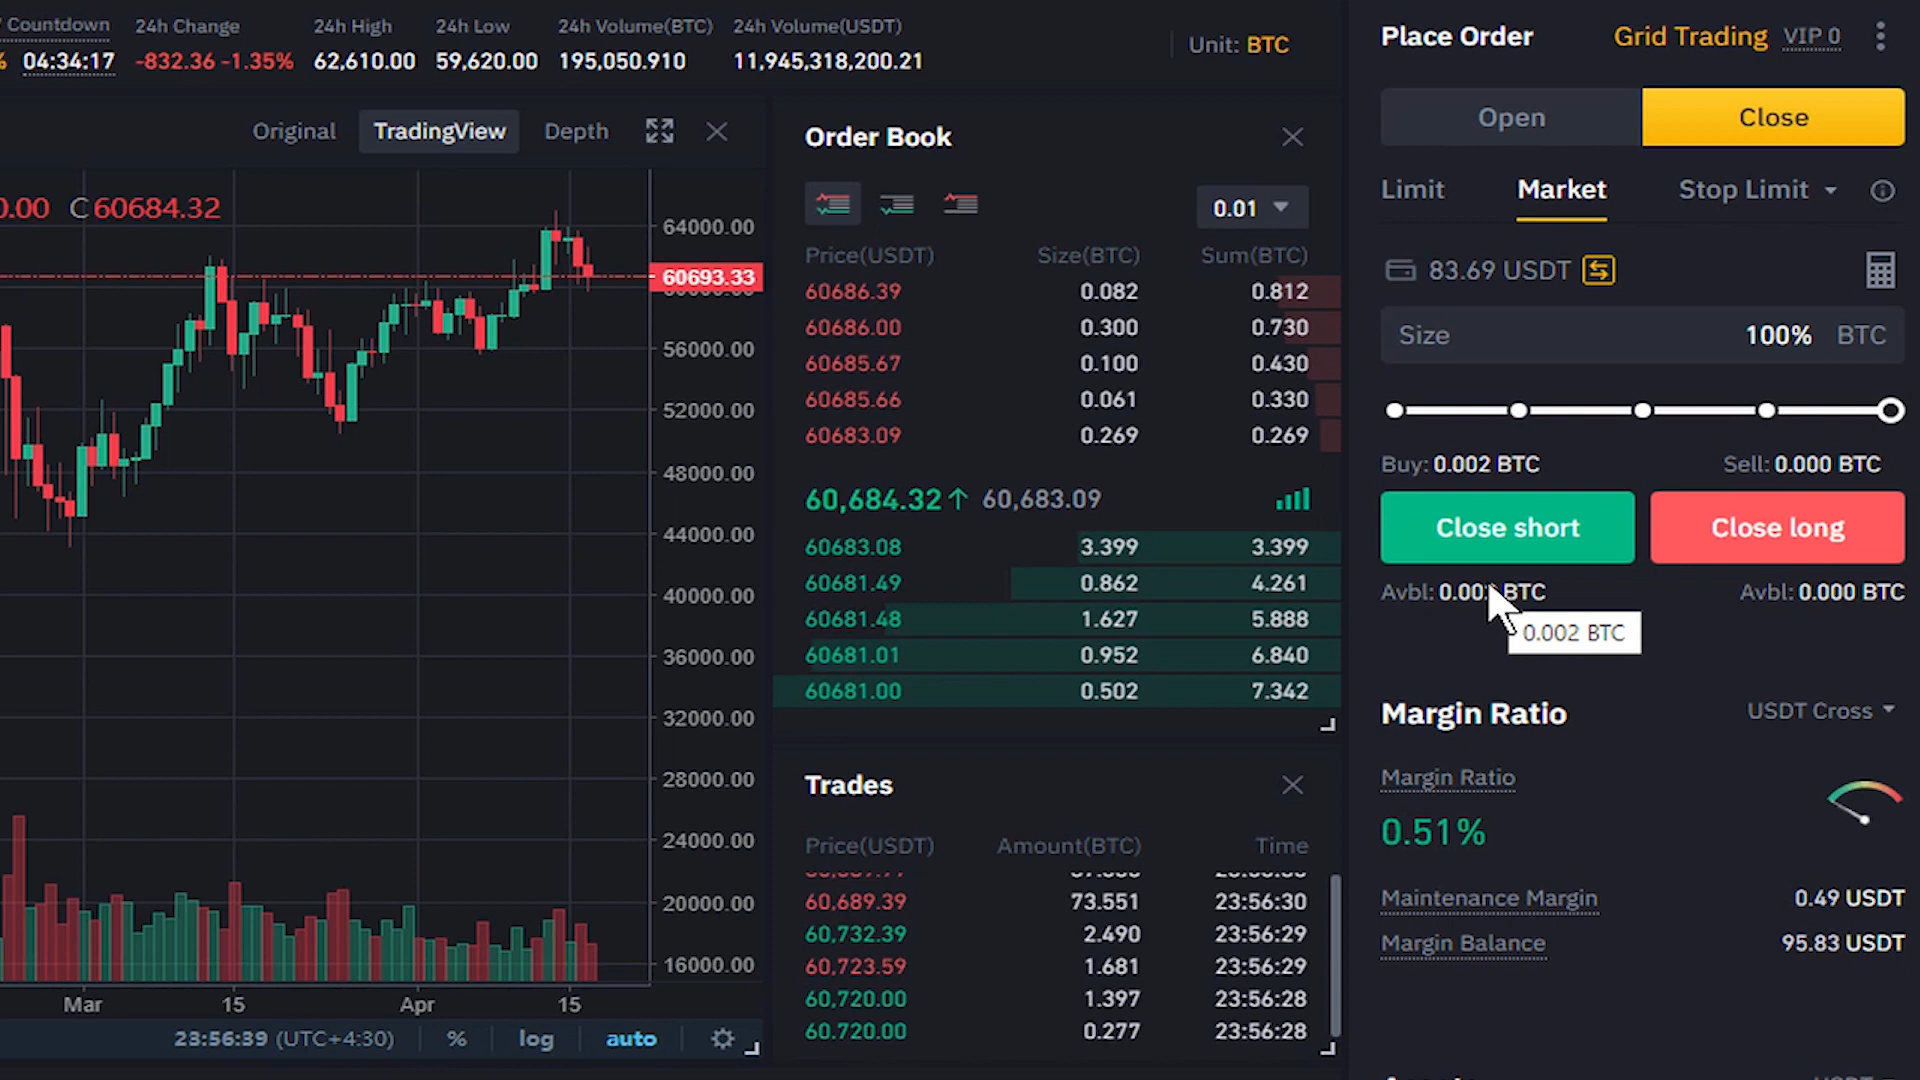 Countdown 24h Change 24h High 24h Low 24h Volume(BTC) 24h Volume(USDT)
% 04:34:17 -832.36 -1.35% 62,610.00 59,620.00 195,050.910 11,945,318,200.21
Unit: BTC
Original TradingView Depth
0.00 C60684.32
64000.00
60693.33
56000.00
52000.00
48000.00
44000.00
40000.00
36000.00
32000.00
28000.00
24000.00
20000.00
16000.00
Mar 15 Apr 15
23:56:39 (UTC+4:30) % log auto
Order Book
0.01
Price(USDT) Size(BTC) Sum(BTC)
60686.39 0.082 0.812
60686.00 0.300 0.730
60685.67 0.100 0.430
60685.66 0.061 0.330
60683.09 0.269 0.269
60,684.32↑ 60,683.09
60683.08 3.399 3.399
60681.49 0.862 4.261
60681.48 1.627 5.888
60681.01 0.952 6.840
60681.00 0.502 7.342
Trades
Price(USDT) Amount(BTC) Time
60,689.39 73.551 23:56:30
60,732.39 2.490 23:56:29
60,723.59 1.681 23:56:29
60,720.00 1.397 23:56:28
60.720.00 0.277 23:56:28
Place Order Grid Trading VIP 0
Open Close
Limit Market Stop Limit
83.69 USDT
Size 100% BTC
Buy: 0.002 BTC Sell: 0.000 BTC
Close short Close long
Avbl: 0.002 BTC Avbl: 0.000 BTC
0.002 BTC
Margin Ratio USDT Cross
Margin Ratio
0.51%
Maintenance Margin 0.49 USDT
Margin Balance 95.83 USDT